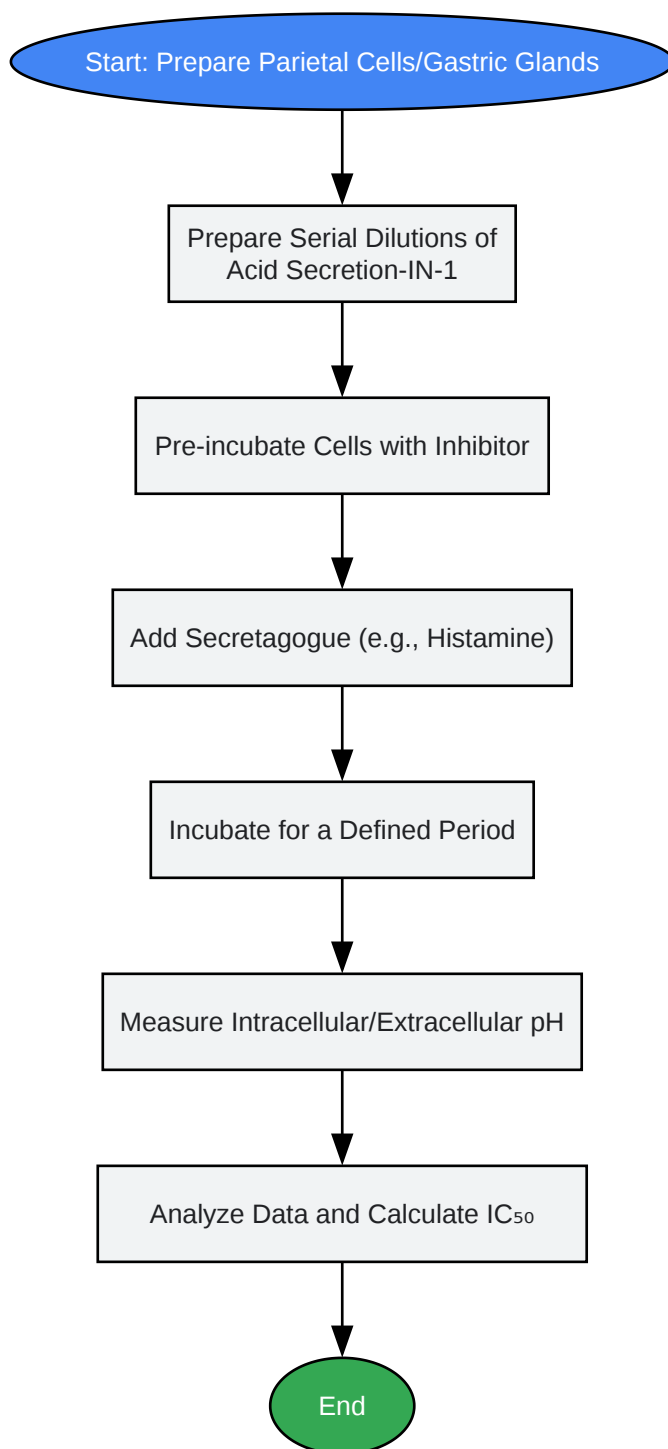 Start: Prepare Parietal Cells/Gastric Glands
Prepare Serial Dilutions of
Acid Secretion-IN-1
Pre-incubate Cells with Inhibitor
Add Secretagogue (e.g., Histamine)
Incubate for a Defined Period
Measure Intracellular/Extracellular pH
Analyze Data and Calculate IC₅₀
End